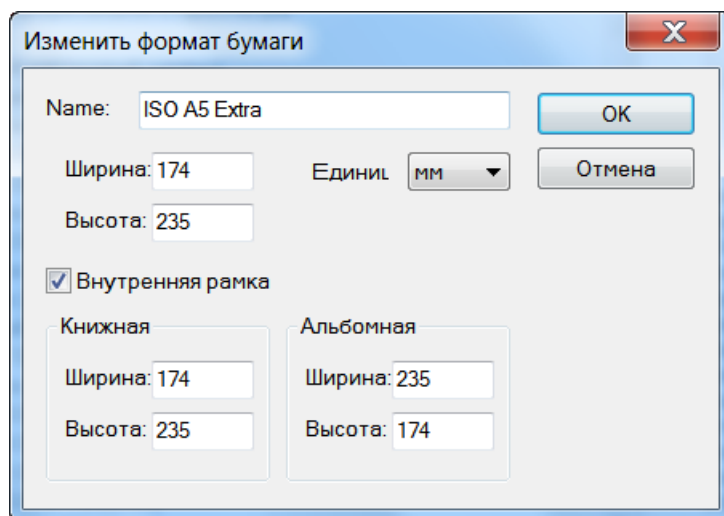 Изменить формат бумаги
Name: ISO A5 Extra
OK
Ширина: 174
Единиц
мм
Отмена
Высота: 235
Внутренняя рамка
Книжная
Альбомная
Ширина: 174
Ширина: 235
Высота: 235
Высота: 174